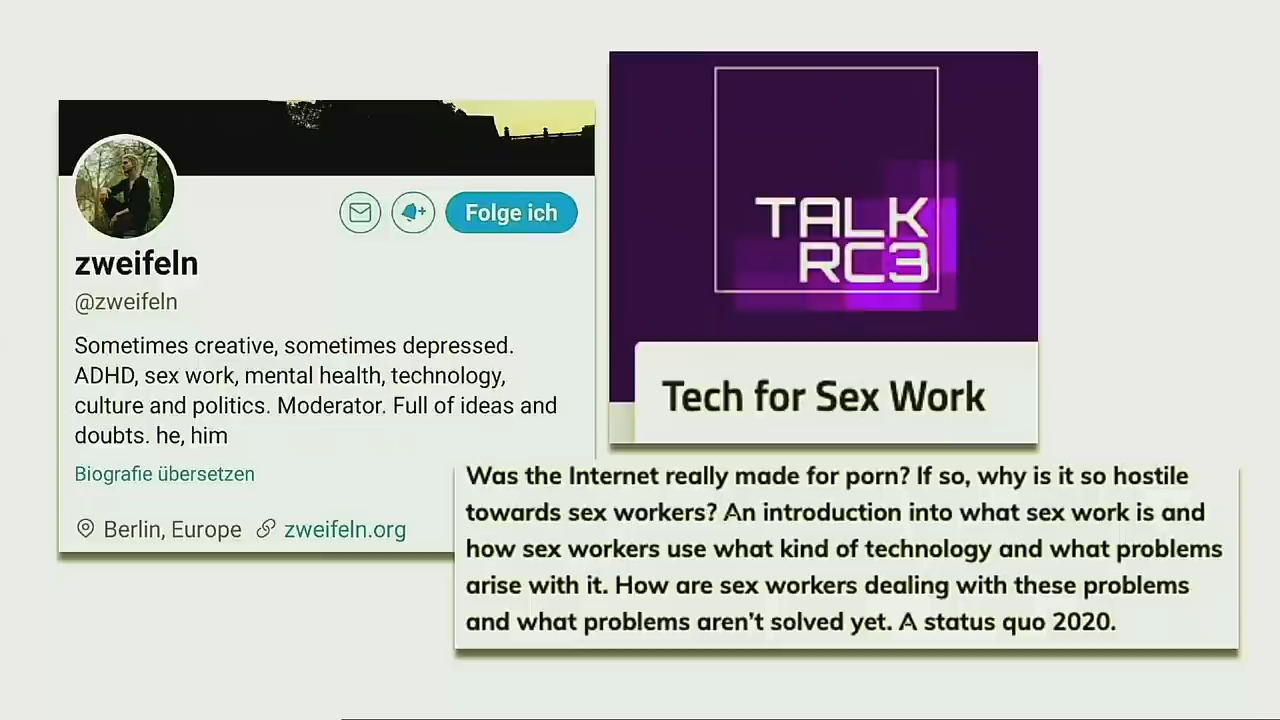 zweifeln
@zweifeln
Folge ich
Sometimes creative, sometimes depressed.
ADHD, sex work, mental health, technology,
culture and politics. Moderator. Full of ideas and
doubts. he, him
Biografie übersetzen
Berlin, Europe zweifeln.org
TALK
RC3
Tech for Sex Work
Was the Internet really made for porn? If so, why is it so hostile
towards sex workers? An introduction into what sex work is and
how sex workers use what kind of technology and what problems
arise with it. How are sex workers dealing with these problems
and what problems aren't solved yet. A status quo 2020.